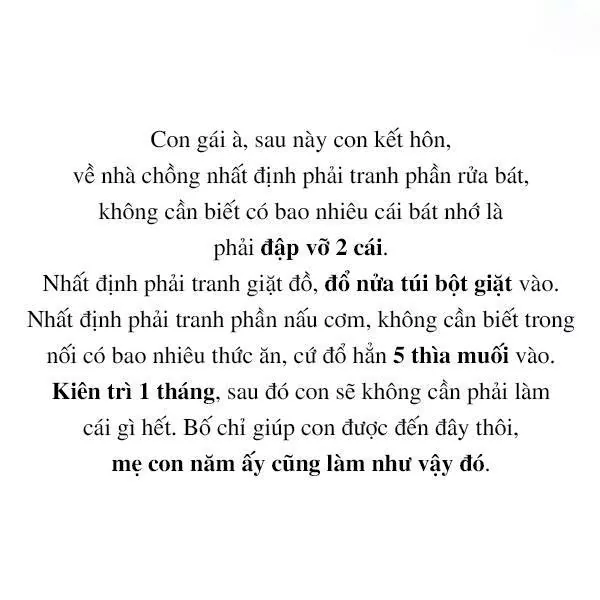 Con gái à, sau này con kết hôn,
về nhà chồng nhất định phải tranh phần rửa bát,
không cần biết có bao nhiêu cái bát nhớ là
phải đập vỡ 2 cái.
Nhất định phải tranh giặt đồ, đổ nửa túi bột giặt vào.
Nhất định phải tranh phần nấu cơm, không cần biết trong
nối có bao nhiêu thức ăn, cứ đổ hẳn 5 thìa muối vào.
Kiên trì 1 tháng, sau đó con sẽ không cần phải làm
cái gì hết. Bố chỉ giúp con được đến đây thôi,
mẹ con năm ấy cũng làm như vậy đó.